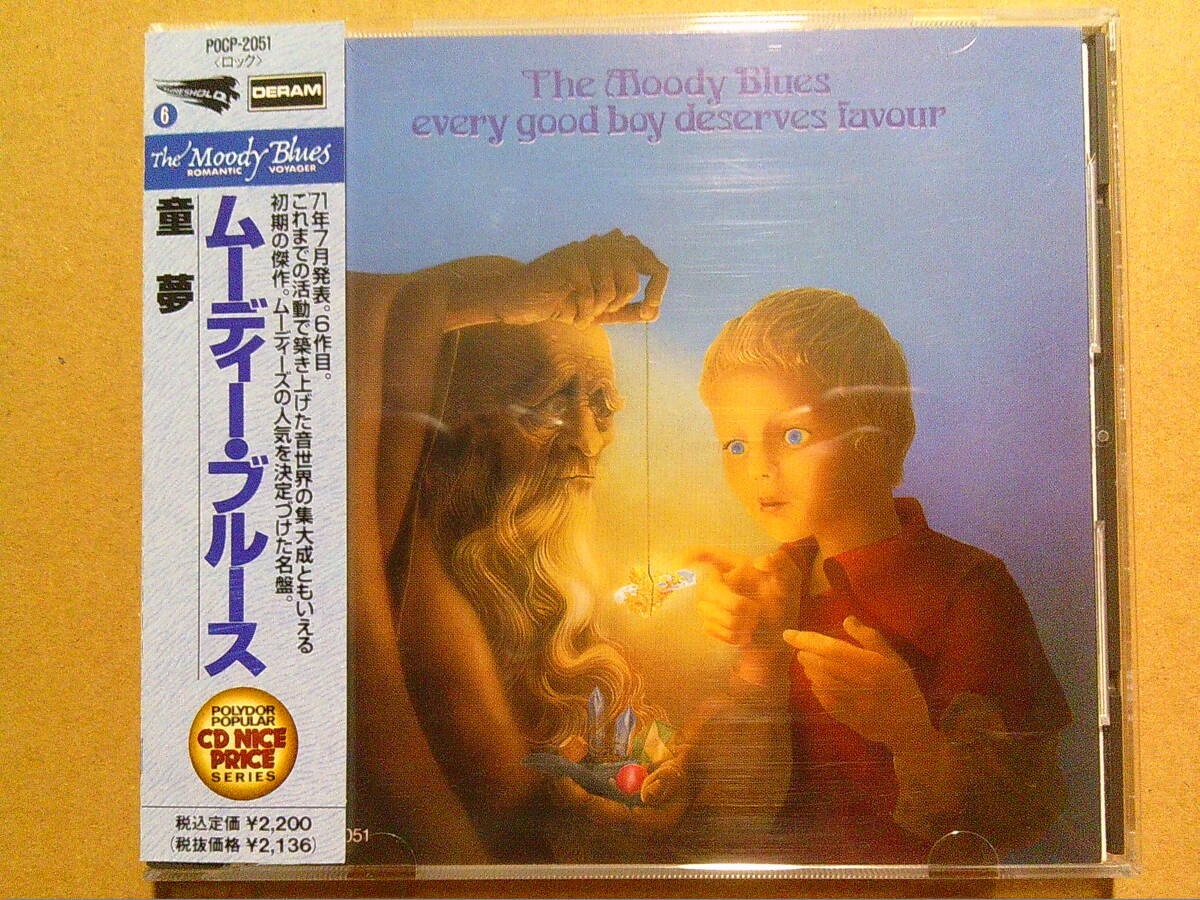 POCP-2051
〈ロック〉
THRESHOLD
DERAM
6
The Moody Blues
ROMANTIC VOYAGER
童夢
ムーディー・ブルース
'71年7月発表。6作目。
これまでの活動で築き上げた音世界の集大成ともいえる
初期の傑作。ムーディーズの人気を決定づけた名盤。
POLYDOR
POPULAR
CD NICE
PRICE
SERIES
税込定価 ¥2,200
(税抜価格 ¥2,136)
The Moody Blues
every good boy deserves favour
051